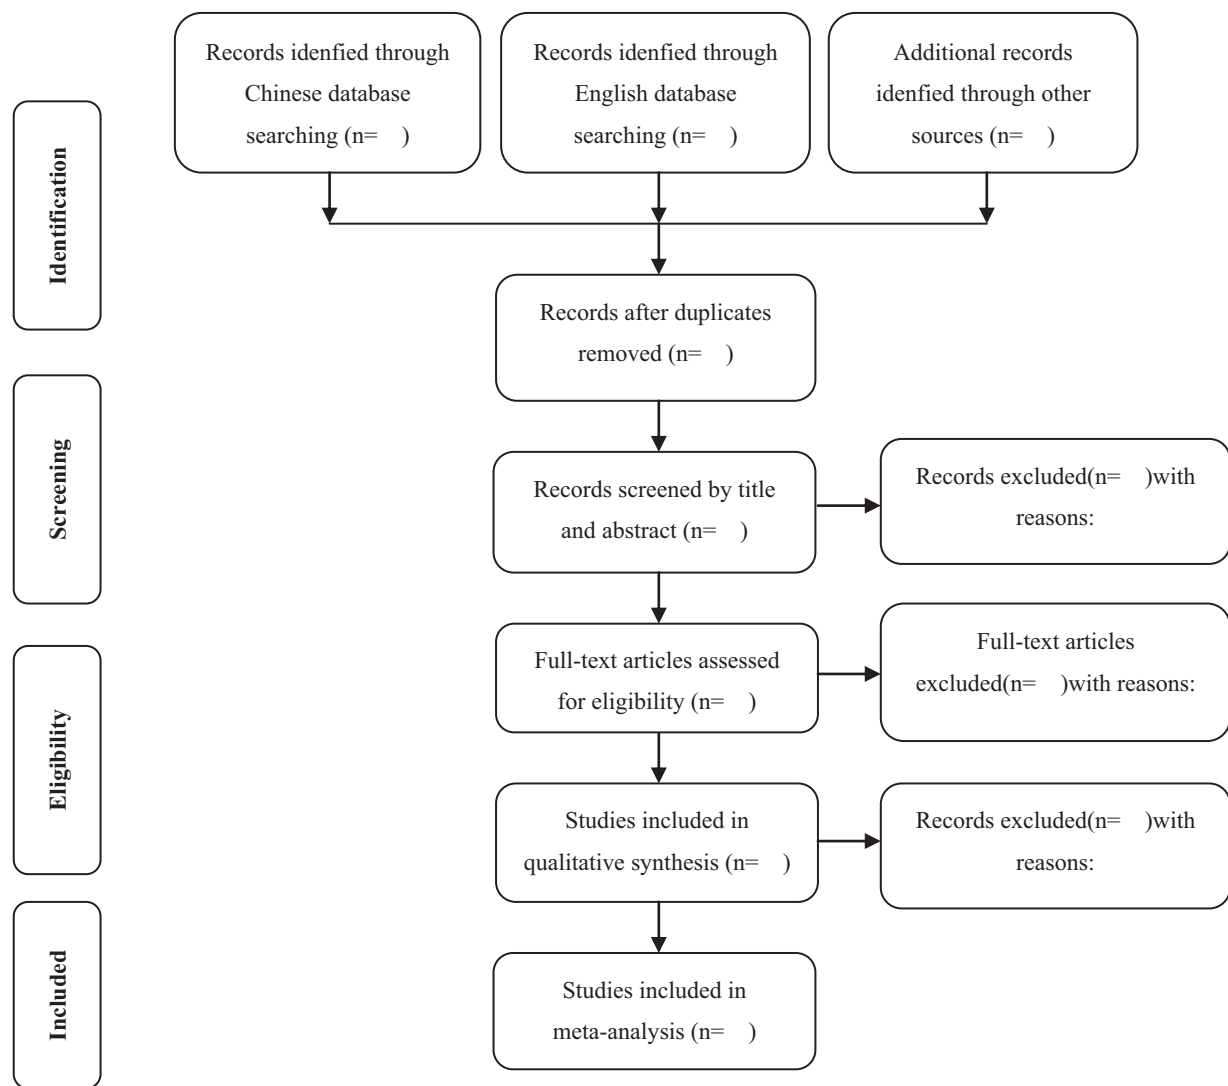 Records idenfied through
Chinese database
searching (n=   )
Records idenfied through
English database
searching (n=   )
Additional records
idenfied through other
sources (n=   )
Identification
Records after duplicates
removed (n=   )
Screening
Records screened by title
and abstract (n=   )
Records excluded(n=   )with
reasons:
Full-text articles assessed
for eligibility (n=   )
Full-text articles
excluded(n=   )with reasons:
Eligibility
Studies included in
qualitative synthesis (n=   )
Records excluded(n=   )with
reasons:
Included
Studies included in
meta-analysis (n=   )